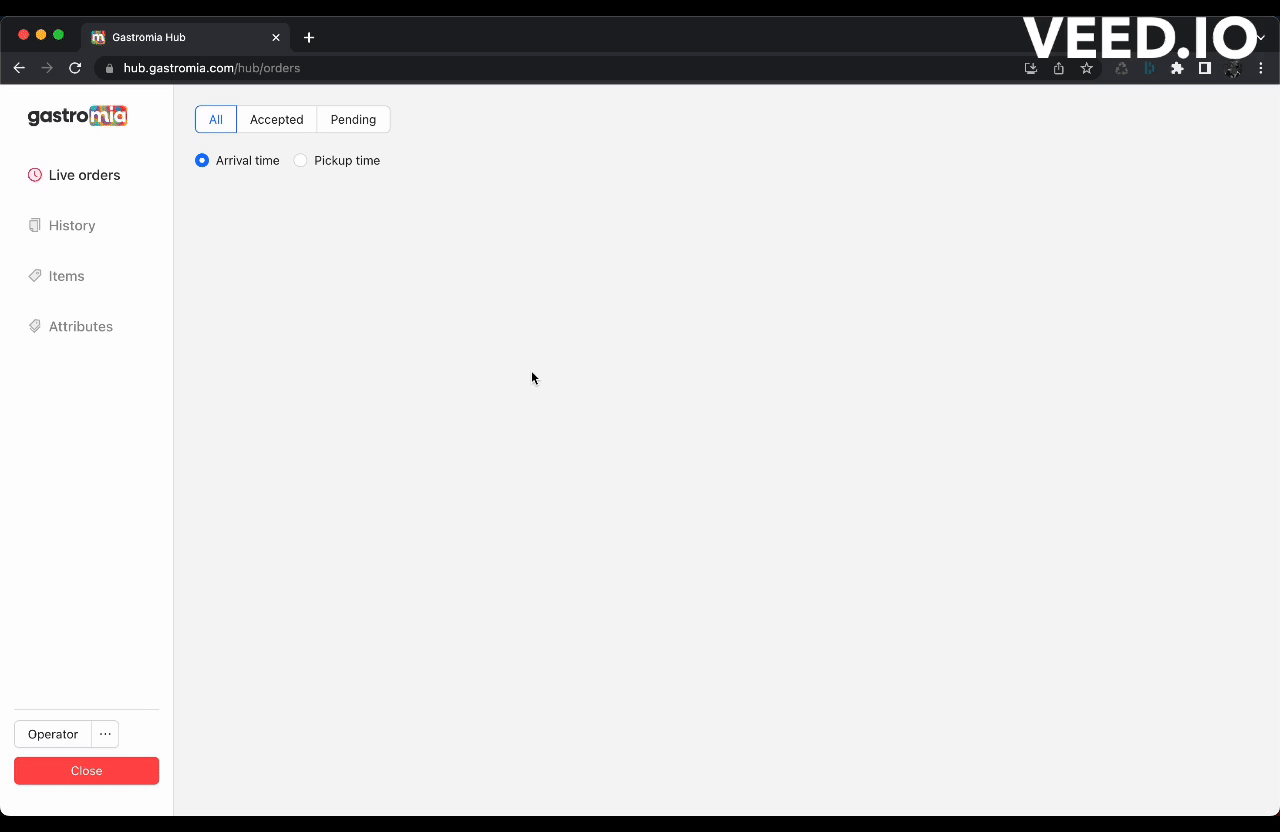 VEED.IO
Gastromia Hub
hub.gastromia.com/hub/orders
gastromia
All Accepted Pending
Arrival time Pickup time
Live orders
History
Items
Attributes
Operator ...
Close